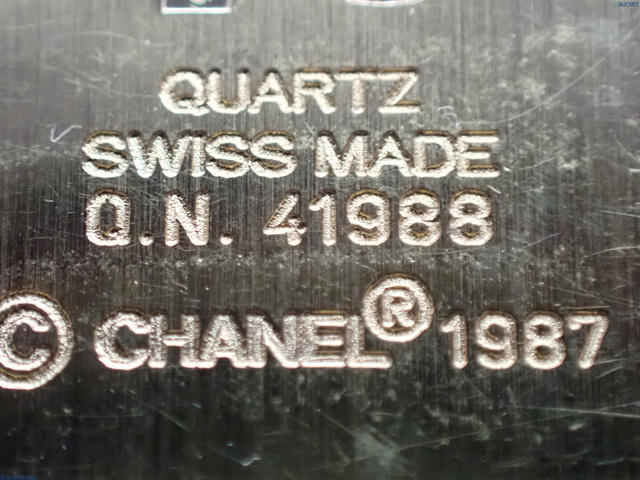 QUARTZ
SWISS MADE
Q.N. 41988
© CHANEL® 1987